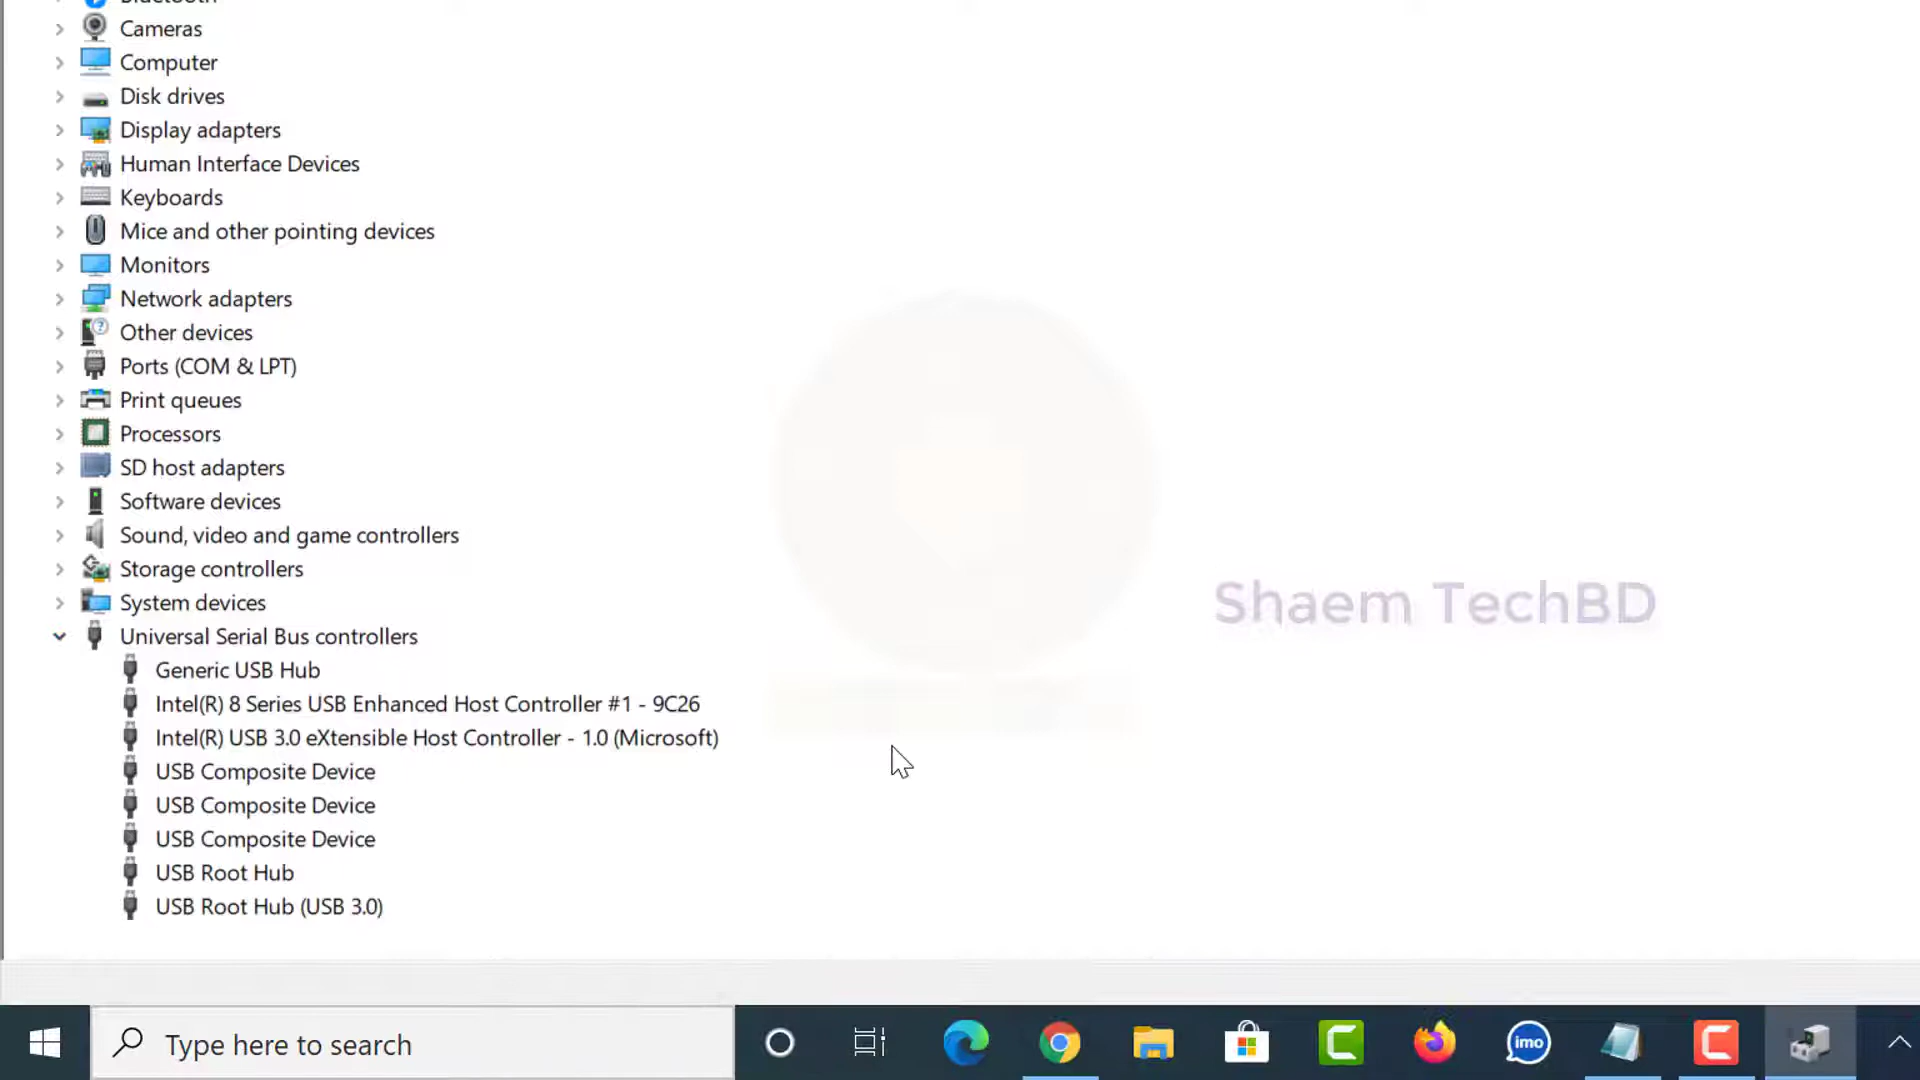 Bluetooth
Cameras
Computer
Disk drives
Display adapters
Human Interface Devices
Keyboards
Mice and other pointing devices
Monitors
Network adapters
Other devices
Ports (COM & LPT)
Print queues
Processors
SD host adapters
Software devices
Sound, video and game controllers
Storage controllers
Shaem TechBD
System devices
Universal Serial Bus controllers
Generic USB Hub
Intel(R) 8 Series USB Enhanced Host Controller #1 - 9C26
Intel(R) USB 3.0 eXtensible Host Controller - 1.0 (Microsoft)
USB Composite Device
USB Composite Device
USB Composite Device
USB Root Hub
USB Root Hub (USB 3.0)
Type here to search
imo